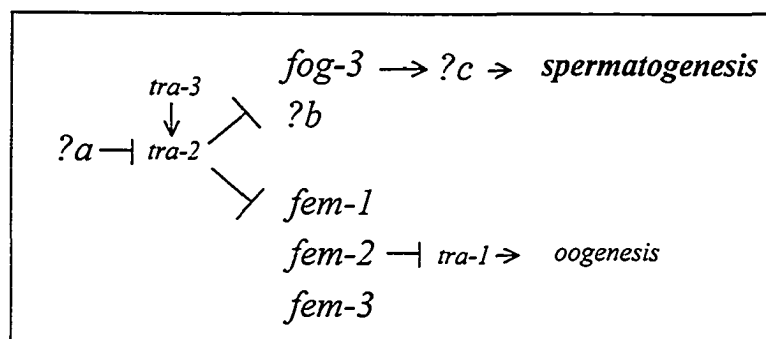 fog-3 → ?c → spermatogenesis
tra-3
?b
?a ⊣ tra-2
fem-1
fem-2 ⊣ tra-1 → oogenesis
fem-3